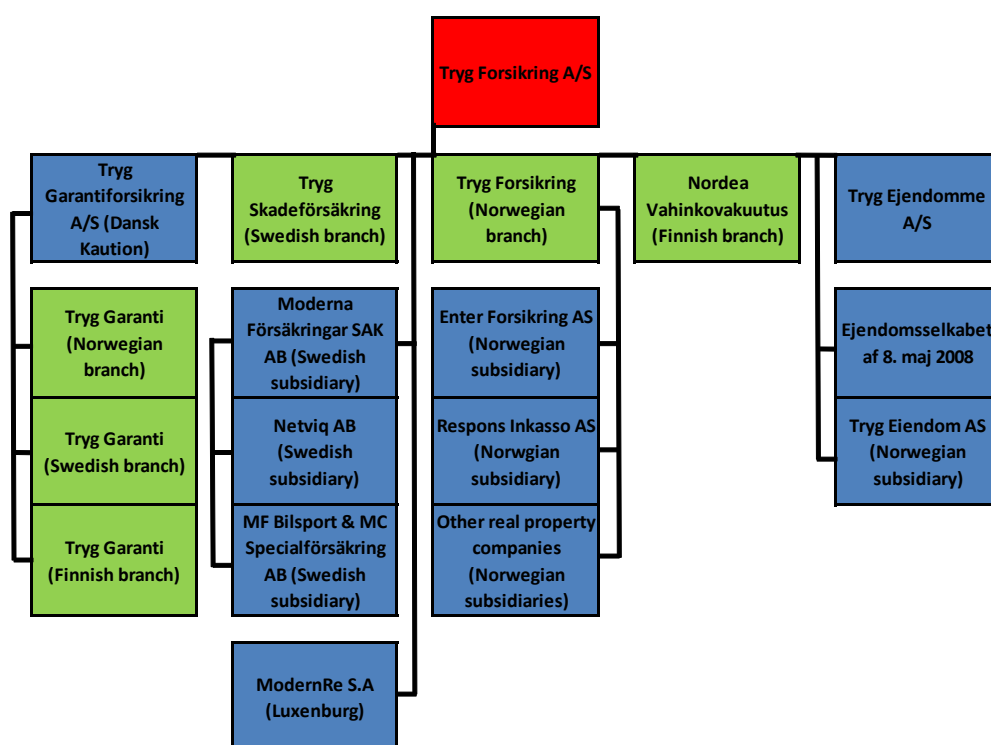 Tryg Forsikring A/S
Tryg
Garantiforsikring
A/S (Dansk
Kaution)
Tryg
Skadeförsäkring
(Swedish branch)
Tryg Forsikring
(Norwegian
branch)
Nordea
Vahinkovakuutus
(Finnish branch)
Tryg Ejendomme
A/S
Tryg Garanti
(Norwegian
branch)
Moderna
Försäkringar SAK
AB (Swedish
subsidiary)
Enter Forsikring AS
(Norwegian
subsidiary)
Ejendomsselkabet
af 8. maj 2008
Tryg Garanti
(Swedish branch)
Netviq AB
(Swedish
subsidiary)
Respons Inkasso AS
(Norwgian
subsidiary)
Tryg Eiendom AS
(Norwegian
subsidiary)
Tryg Garanti
(Finnish branch)
MF Bilsport & MC
Specialförsäkring
AB (Swedish
subsidiary)
Other real property
companies
(Norwegian
subsidiaries)
ModernRe S.A
(Luxenburg)